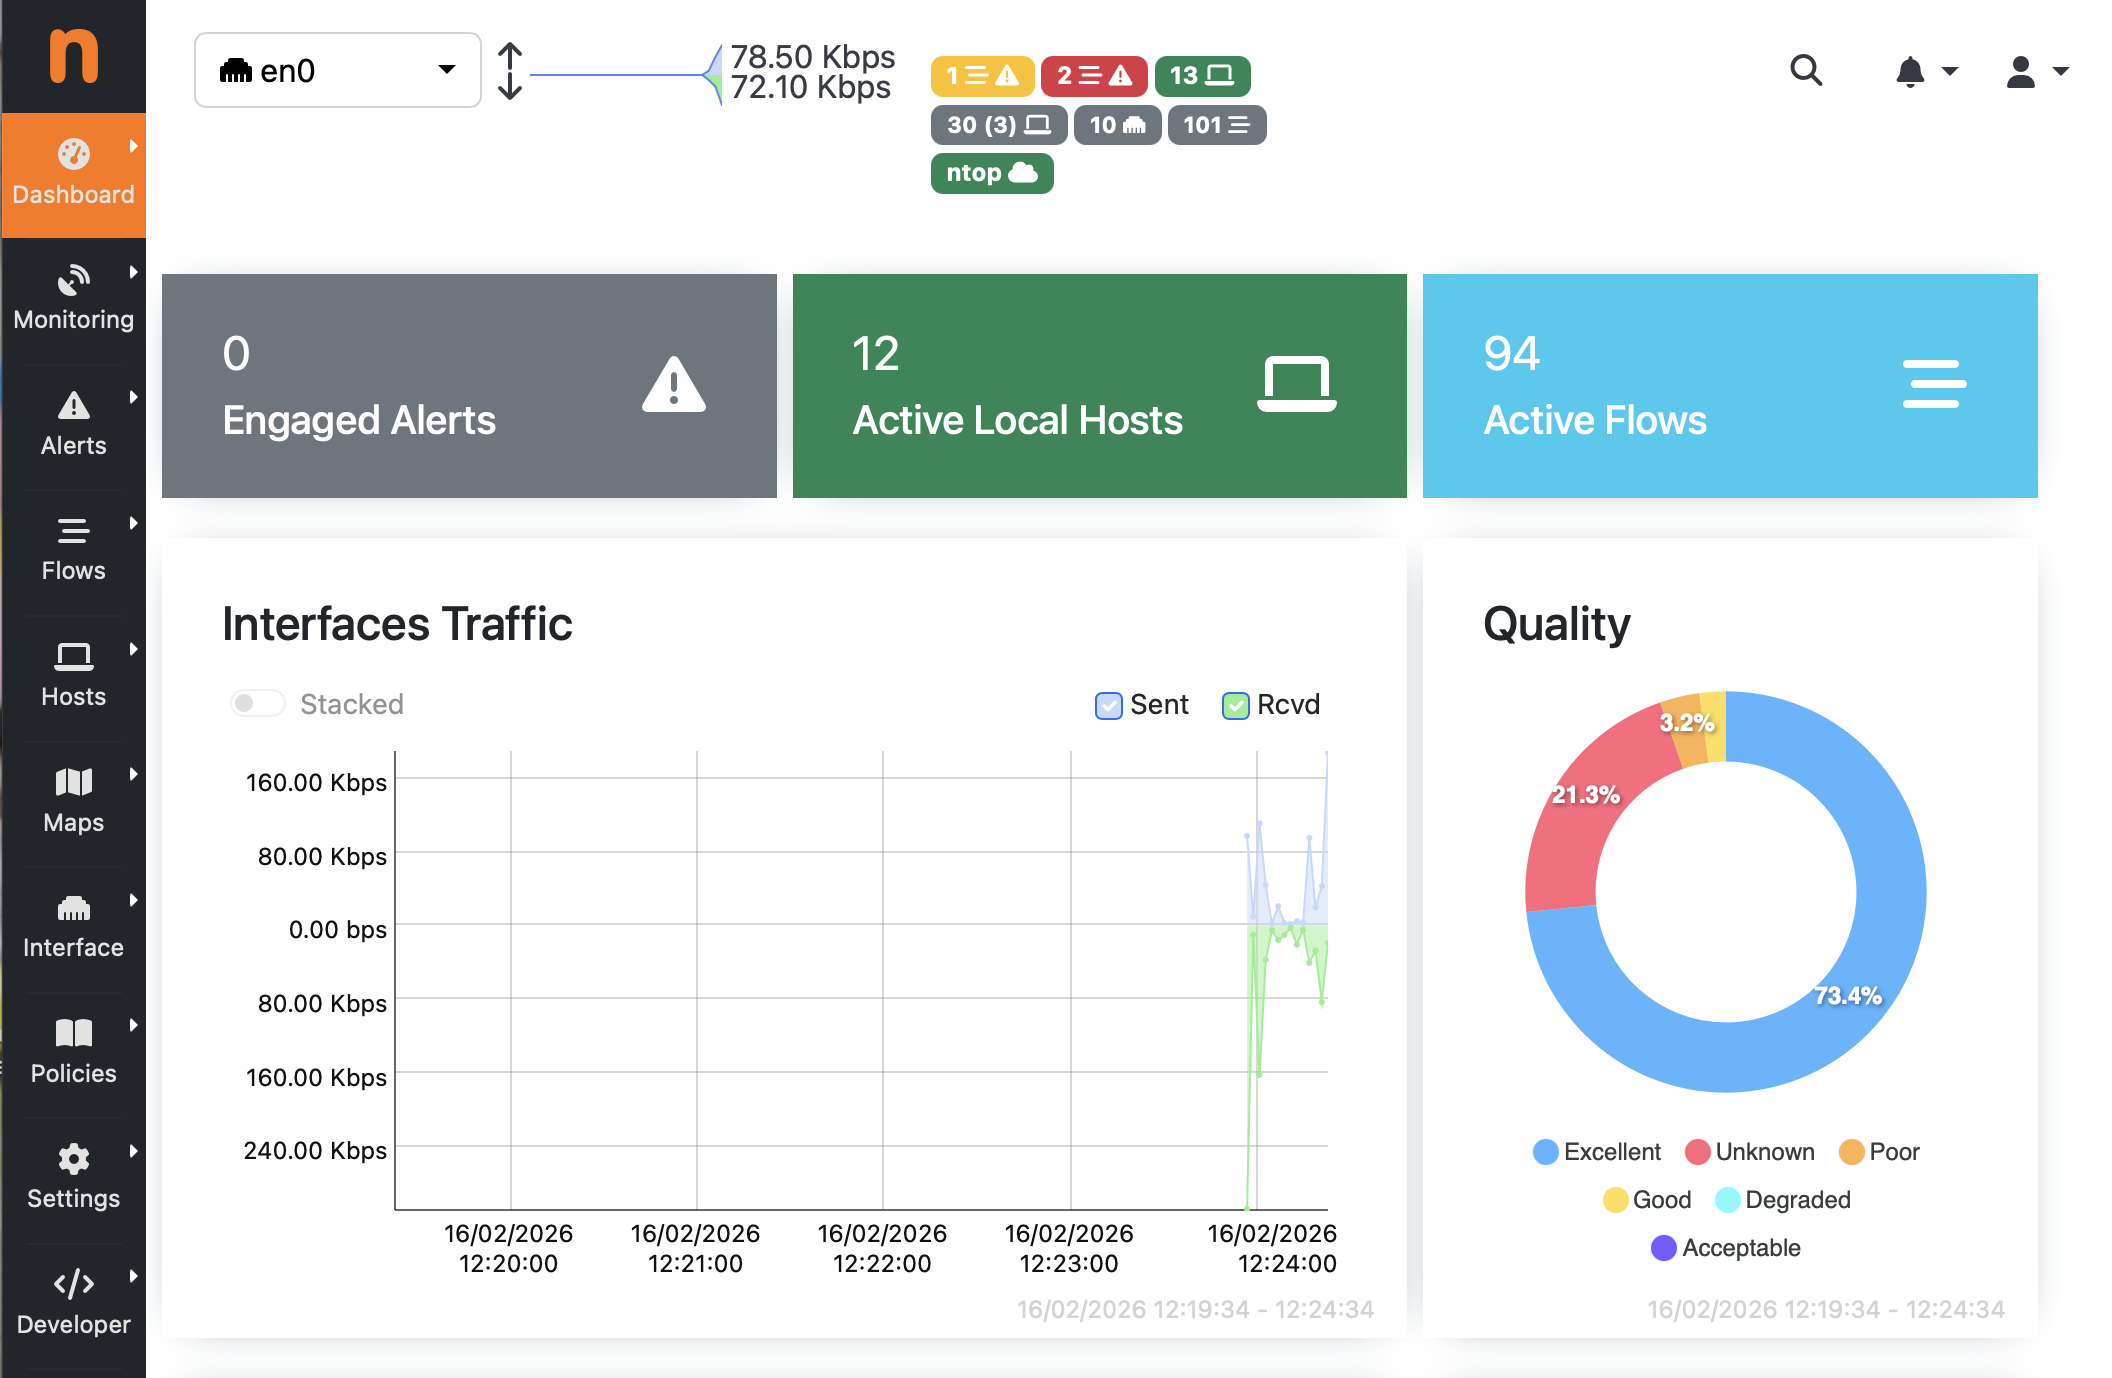 n
en0
78.50 Kbps
72.10 Kbps
1
2
13
30 (3)
10
101
ntop
Dashboard
Monitoring
Alerts
Flows
Hosts
Maps
Interface
Policies
Settings
Developer
0
Engaged Alerts
12
Active Local Hosts
94
Active Flows
Interfaces Traffic
Stacked
Sent
Rcvd
160.00 Kbps
80.00 Kbps
0.00 bps
80.00 Kbps
160.00 Kbps
240.00 Kbps
16/02/2026 12:20:00
16/02/2026 12:21:00
16/02/2026 12:22:00
16/02/2026 12:23:00
16/02/2026 12:24:00
16/02/2026 12:19:34 - 12:24:34
Quality
3.2%
21.3%
73.4%
Excellent
Unknown
Poor
Good
Degraded
Acceptable
16/02/2026 12:19:34 - 12:24:34